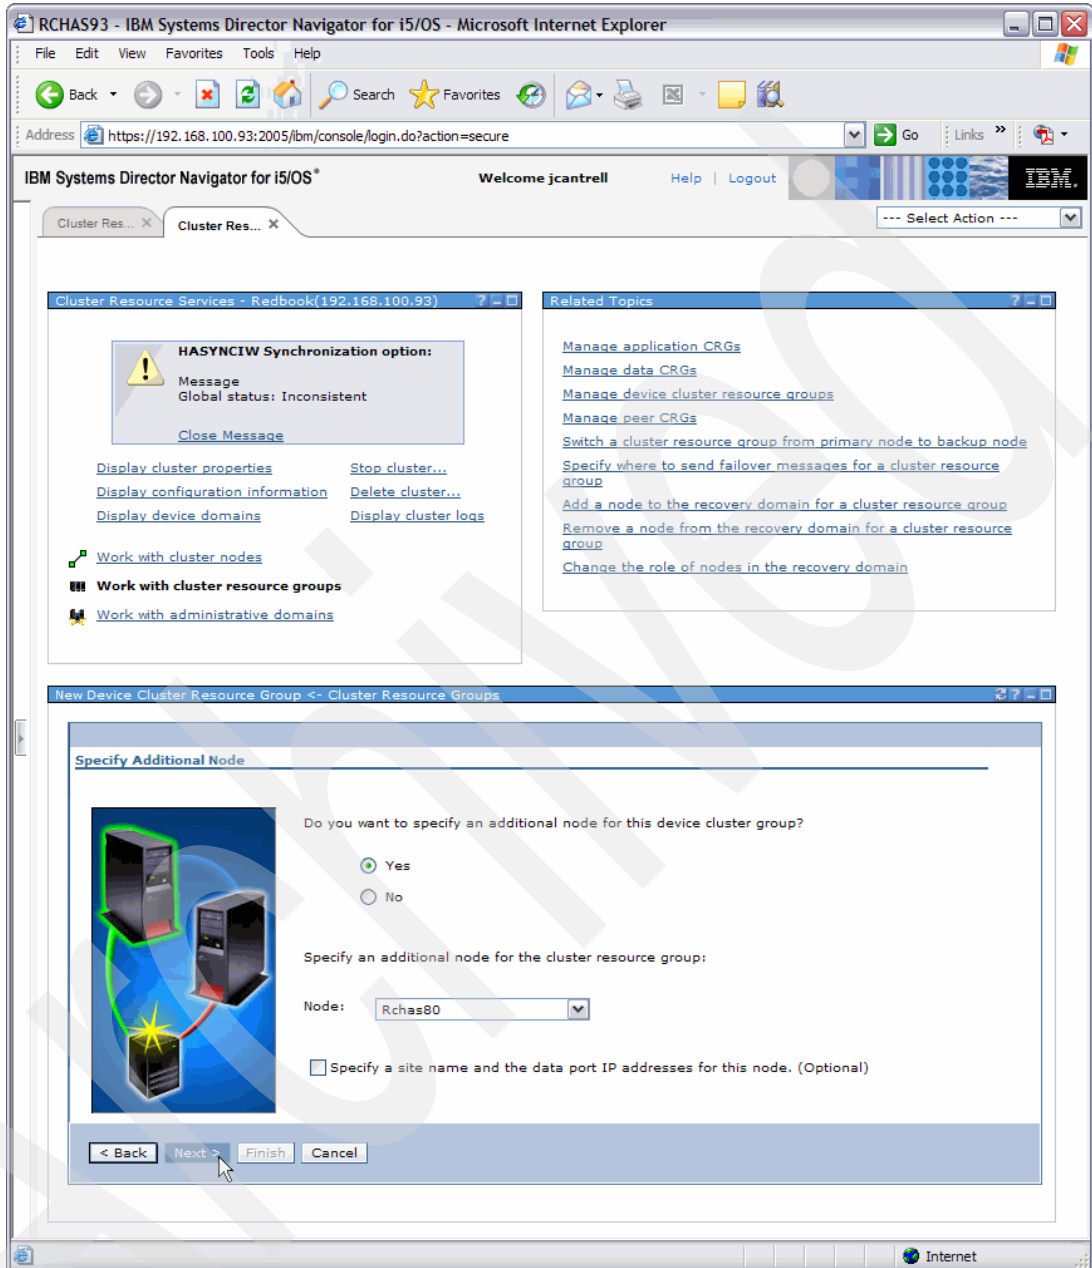 RCHAS93 - IBM Systems Director Navigator for i5/OS - Microsoft Internet Explorer
File Edit View Favorites Tools Help
Back Search Favorites
Address https://192.168.100.93:2005/ibm/console/login.do?action=secure Go Links »
IBM Systems Director Navigator for i5/OS® Welcome jcantrell Help | Logout IBM.
Cluster Res... Cluster Res... --- Select Action ---
Cluster Resource Services - Redbook(192.168.100.93)
HASYNCIW Synchronization option:
Message
Global status: Inconsistent
Close Message
Display cluster properties Stop cluster...
Display configuration information Delete cluster...
Display device domains Display cluster logs
Work with cluster nodes
Work with cluster resource groups
Work with administrative domains
Related Topics
Manage application CRGs
Manage data CRGs
Manage device cluster resource groups
Manage peer CRGs
Switch a cluster resource group from primary node to backup node
Specify where to send failover messages for a cluster resource
group
Add a node to the recovery domain for a cluster resource group
Remove a node from the recovery domain for a cluster resource
group
Change the role of nodes in the recovery domain
New Device Cluster Resource Group <- Cluster Resource Groups
Specify Additional Node
Do you want to specify an additional node for this device cluster group?
Yes
No
Specify an additional node for the cluster resource group:
Node: Rchas80
Specify a site name and the data port IP addresses for this node. (Optional)
< Back Next > Finish Cancel
Internet
Archived